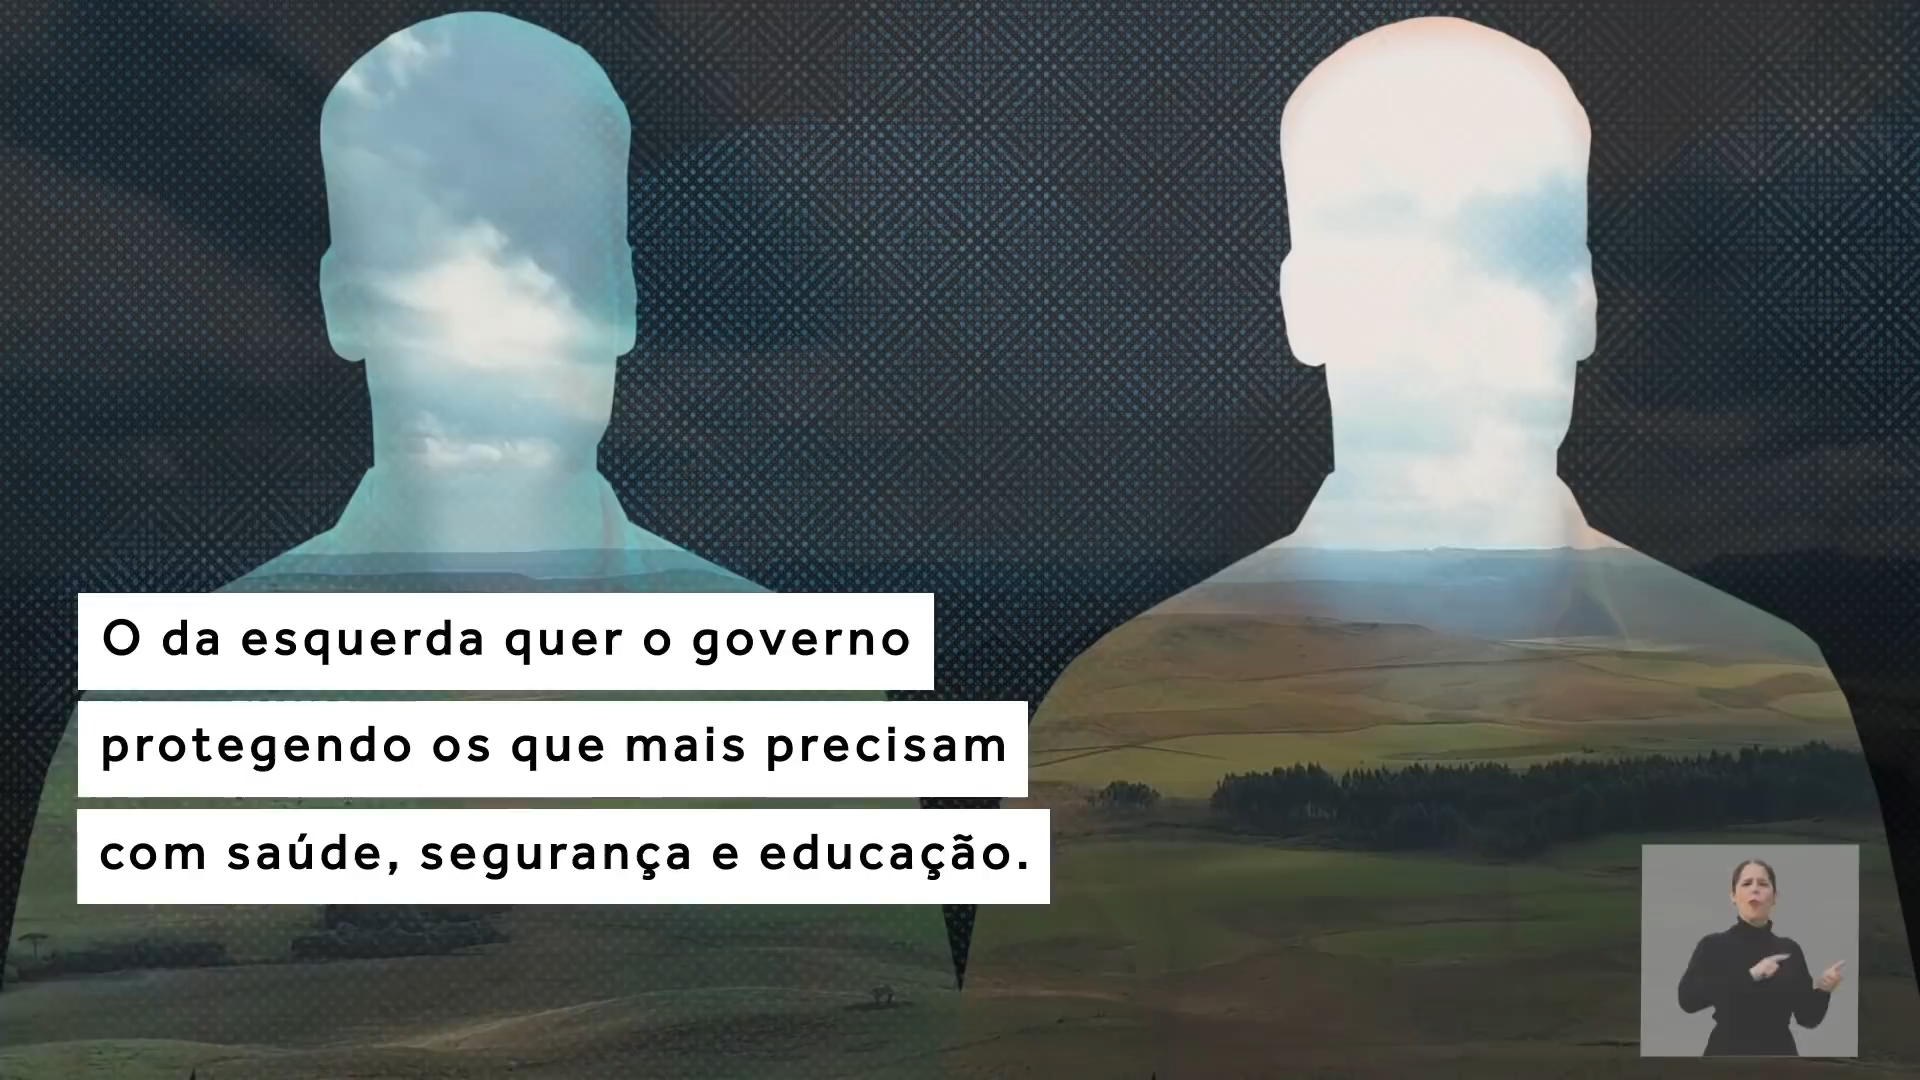 O da esquerda quer o governo
protegendo os que mais precisam
com saúde, segurança e educação.